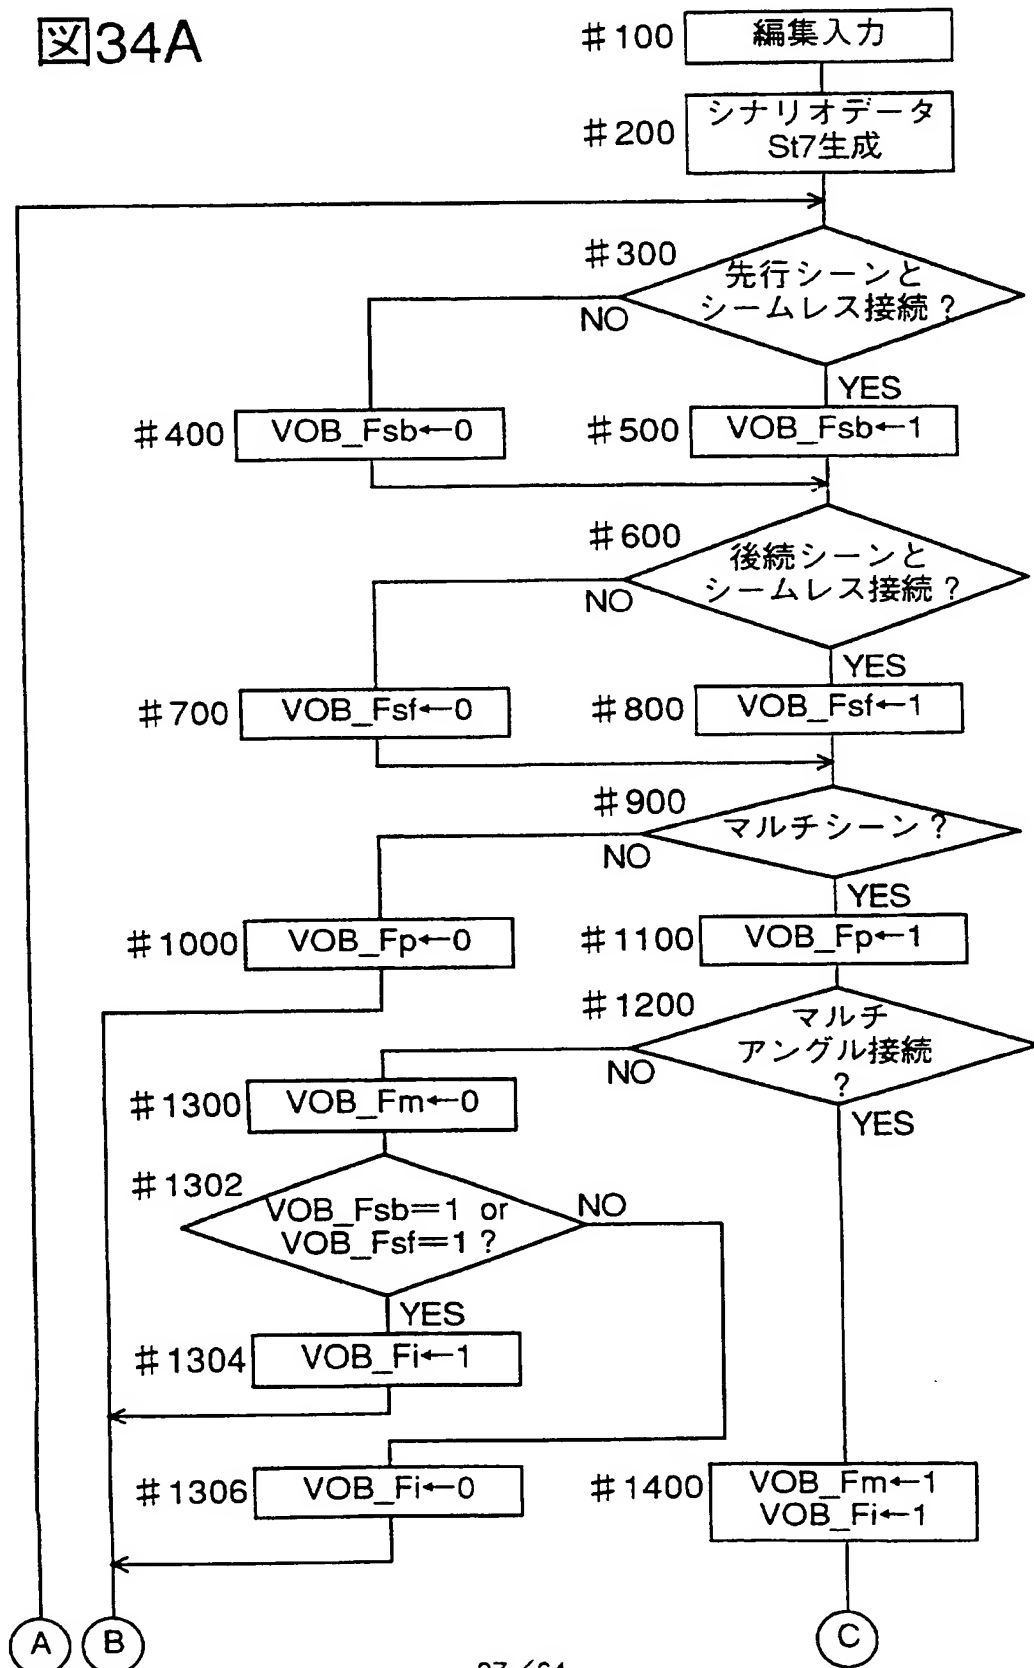 図34A
#100 編集入力
#200 シナリオデータ
St7生成
#300 先行シーンと
シームレス接続?
NO
YES
#400 VOB_Fsb←0
#500 VOB_Fsb←1
#600 後続シーンと
シームレス接続?
NO
YES
#700 VOB_Fsf←0
#800 VOB_Fsf←1
#900 マルチシーン?
NO
YES
#1000 VOB_Fp←0
#1100 VOB_Fp←1
#1200 マルチ
アングル接続
?
NO
YES
#1300 VOB_Fm←0
#1302 VOB_Fsb=1 or
VOB_Fsf=1 ?
NO
YES
#1304 VOB_Fi←1
#1306 VOB_Fi←0
#1400 VOB_Fm←1
VOB_Fi←1
A B C